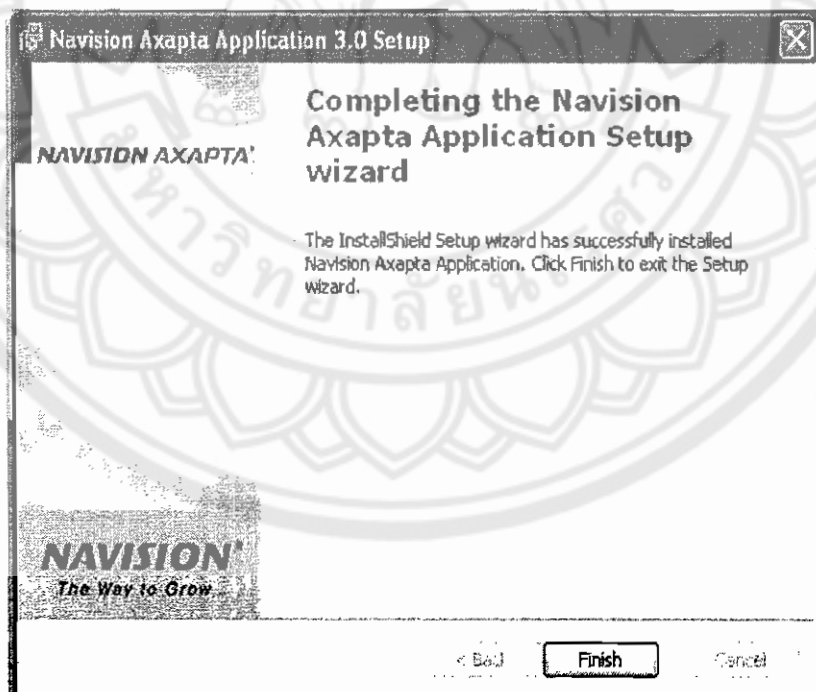 Navision Axapta Application 3.0 Setup
Completing the Navision
Axapta Application Setup
wizard
NAVISION AXAPTA
The InstallShield Setup wizard has successfully installed
Navision Axapta Application. Click Finish to exit the Setup
wizard.
NAVISION
The Way to Grow
< Back Finish Cancel